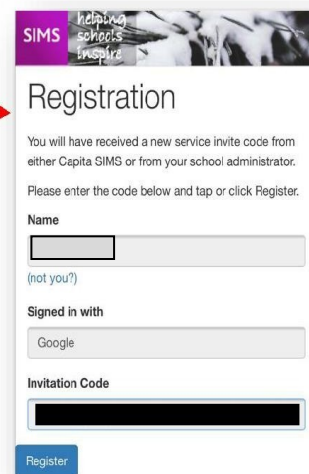 SIMS
helping
schools
inspire
Registration
You will have received a new service invite code from
either Capita SIMS or from your school administrator.
Please enter the code below and tap or click Register.
Name
(not you?)
Signed in with
Google
Invitation Code
Register